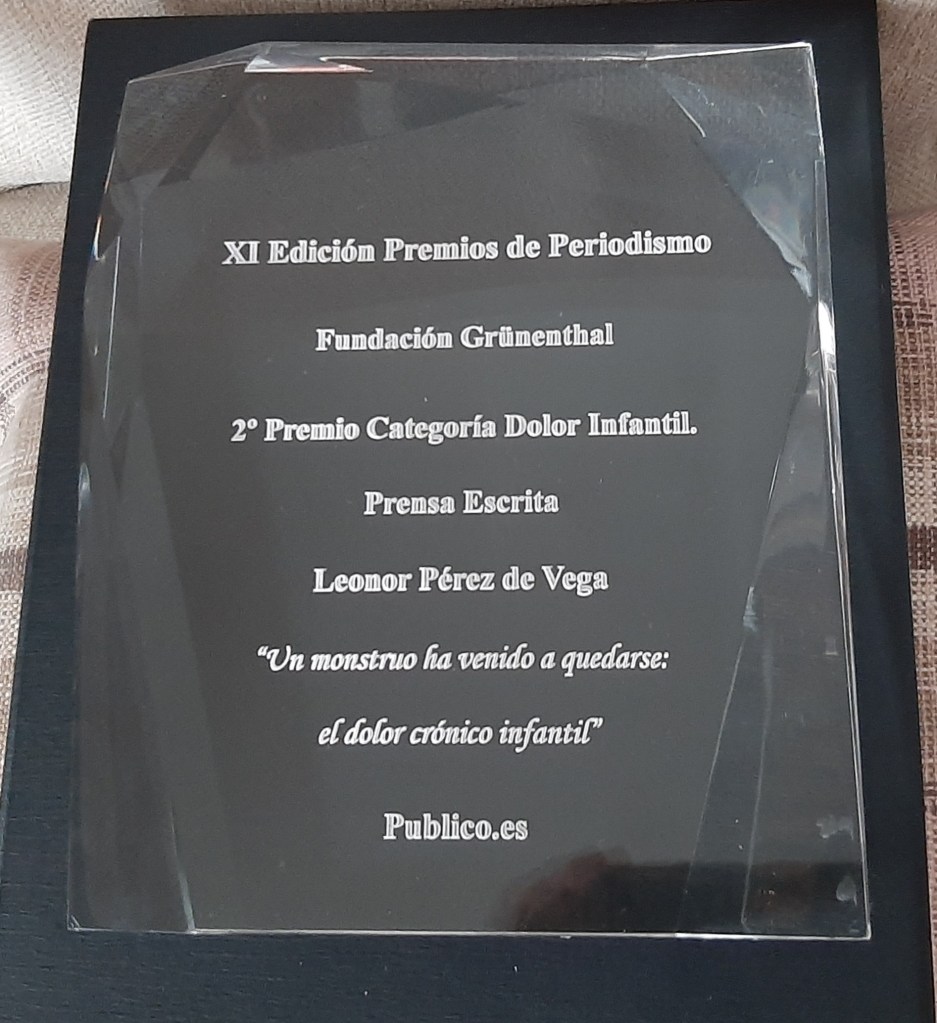 XI Edición Premios de Periodismo
Fundación Grünenthal
2º Premio Categoría Dolor Infantil.
Prensa Escrita
Leonor Pérez de Vega
“Un monstruo ha venido a quedarse:
el dolor crónico infantil”
Publico.es